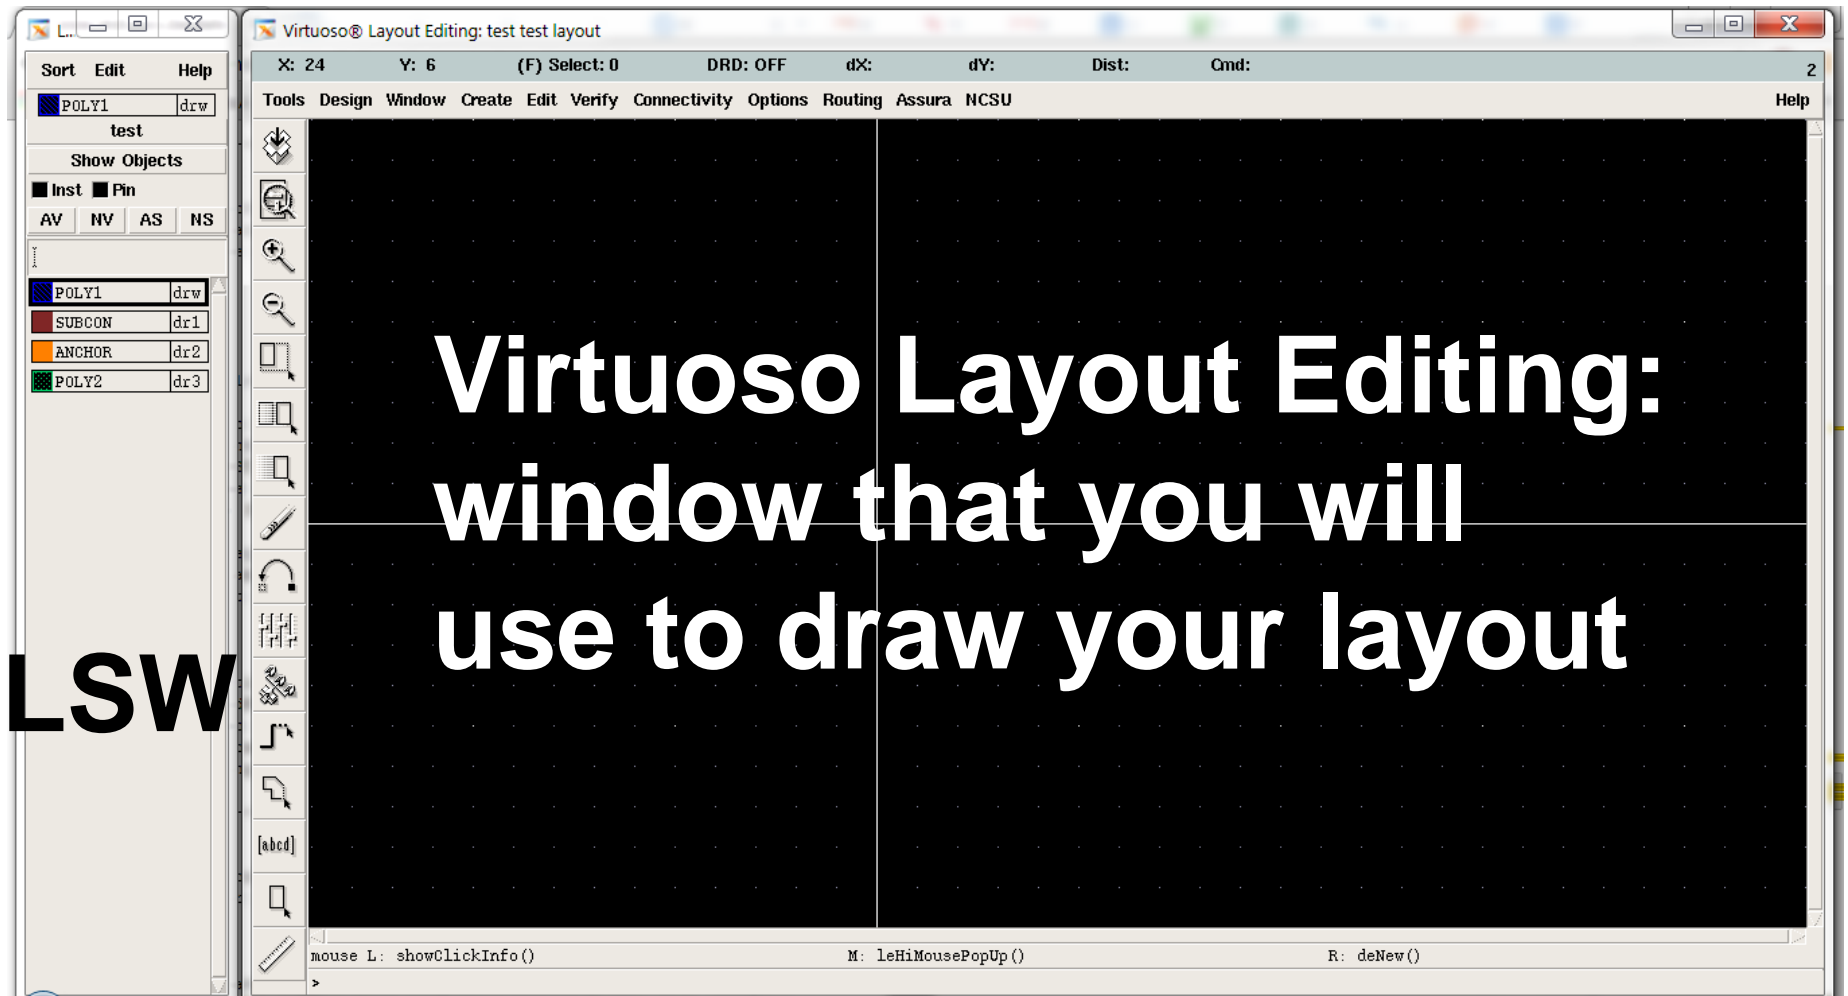 L...
Sort Edit Help
POLY1 drw
test
Show Objects
Inst Pin
AV NV AS NS
POLY1 drw
SUBCON dr1
ANCHOR dr2
POLY2 dr3
LSW
Virtuoso® Layout Editing: test test layout
X: 24 Y: 6 (F) Select: 0 DRD: OFF dX: dY: Dist: Cmd: 2
Tools Design Window Create Edit Verify Connectivity Options Routing Assura NCSU Help
Virtuoso Layout Editing:
window that you will
use to draw your layout
[abcd]
mouse L: showClickInfo() M: leHiMousePopUp() R: deNew()
>